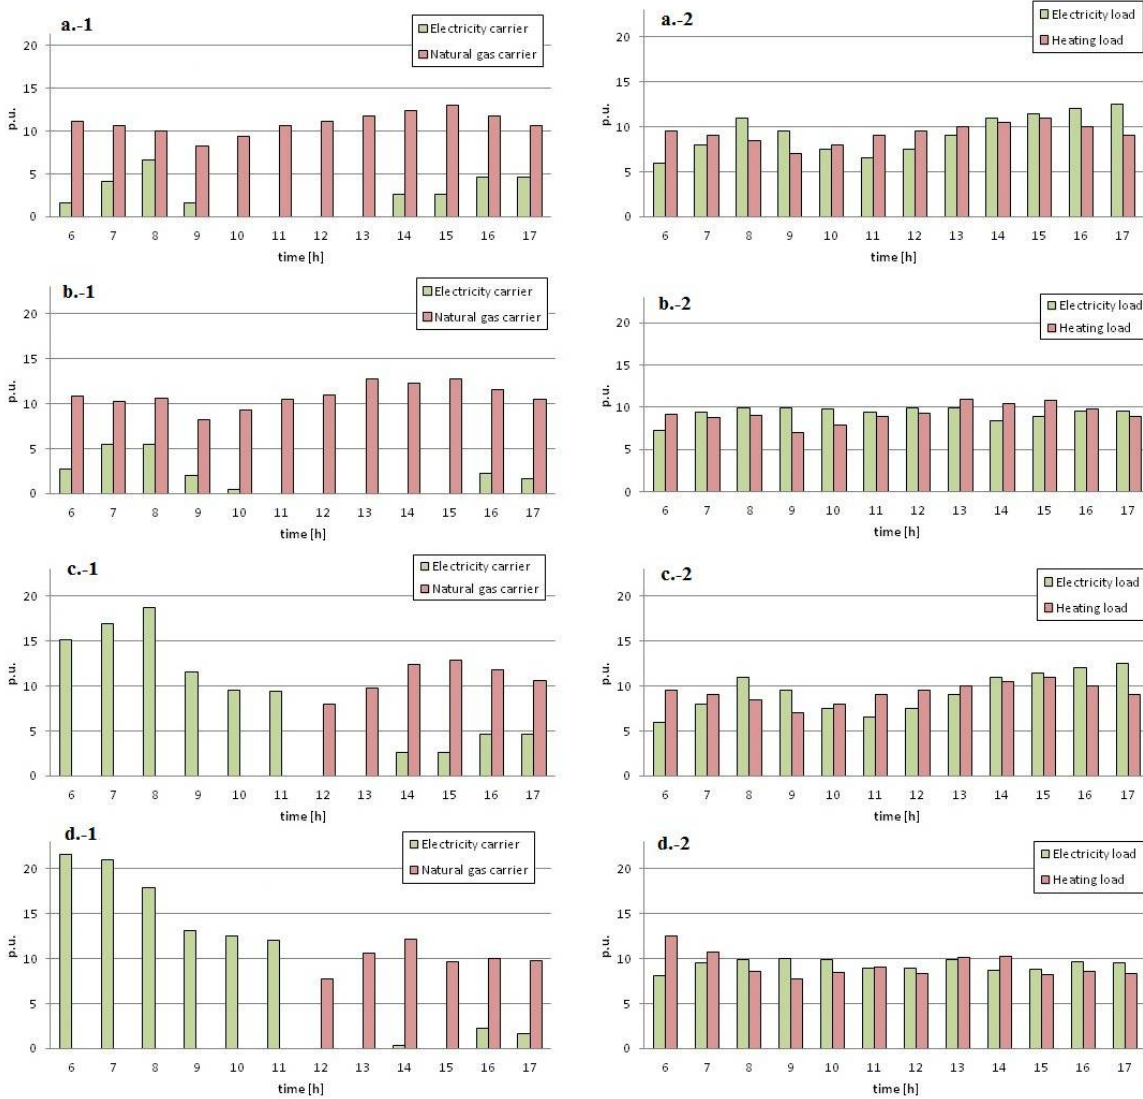 a.-1
Electricity carrier
Natural gas carrier
20
15
10
5
0
p.u.
6 7 8 9 10 11 12 13 14 15 16 17
time [h]
a.-2
Electricity load
Heating load
20
15
10
5
0
p.u.
6 7 8 9 10 11 12 13 14 15 16 17
time [h]
b.-1
Electricity carrier
Natural gas carrier
20
15
10
5
0
p.u.
6 7 8 9 10 11 12 13 14 15 16 17
time [h]
b.-2
Electricity load
Heating load
20
15
10
5
0
p.u.
6 7 8 9 10 11 12 13 14 15 16 17
time [h]
c.-1
Electricity carrier
Natural gas carrier
20
15
10
5
0
p.u.
6 7 8 9 10 11 12 13 14 15 16 17
time [h]
c.-2
Electricity load
Heating load
20
15
10
5
0
p.u.
6 7 8 9 10 11 12 13 14 15 16 17
time [h]
d.-1
Electricity carrier
Natural gas carrier
20
15
10
5
0
p.u.
6 7 8 9 10 11 12 13 14 15 16 17
time [h]
d.-2
Electricity load
Heating load
20
15
10
5
0
p.u.
6 7 8 9 10 11 12 13 14 15 16 17
time [h]